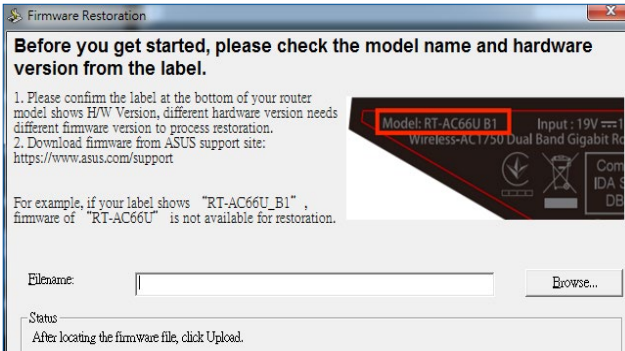 Firmware Restoration
Before you get started, please check the model name and hardware
version from the label.
1. Please confirm the label at the bottom of your router
model shows H/W Version, different hardware version needs
different firmware version to process restoration.
2. Download firmware from ASUS support site:
https://www.asus.com/support
For example, if your label shows “RT-AC66U_B1”,
firmware of “RT-AC66U” is not available for restoration.
Model: RT-AC66U B1 Input : 19V
Wireless-AC1750 Dual Band Gigabit
Com
IDA
DB
Filename: Browse...
Status
After locating the firmware file, click Upload.